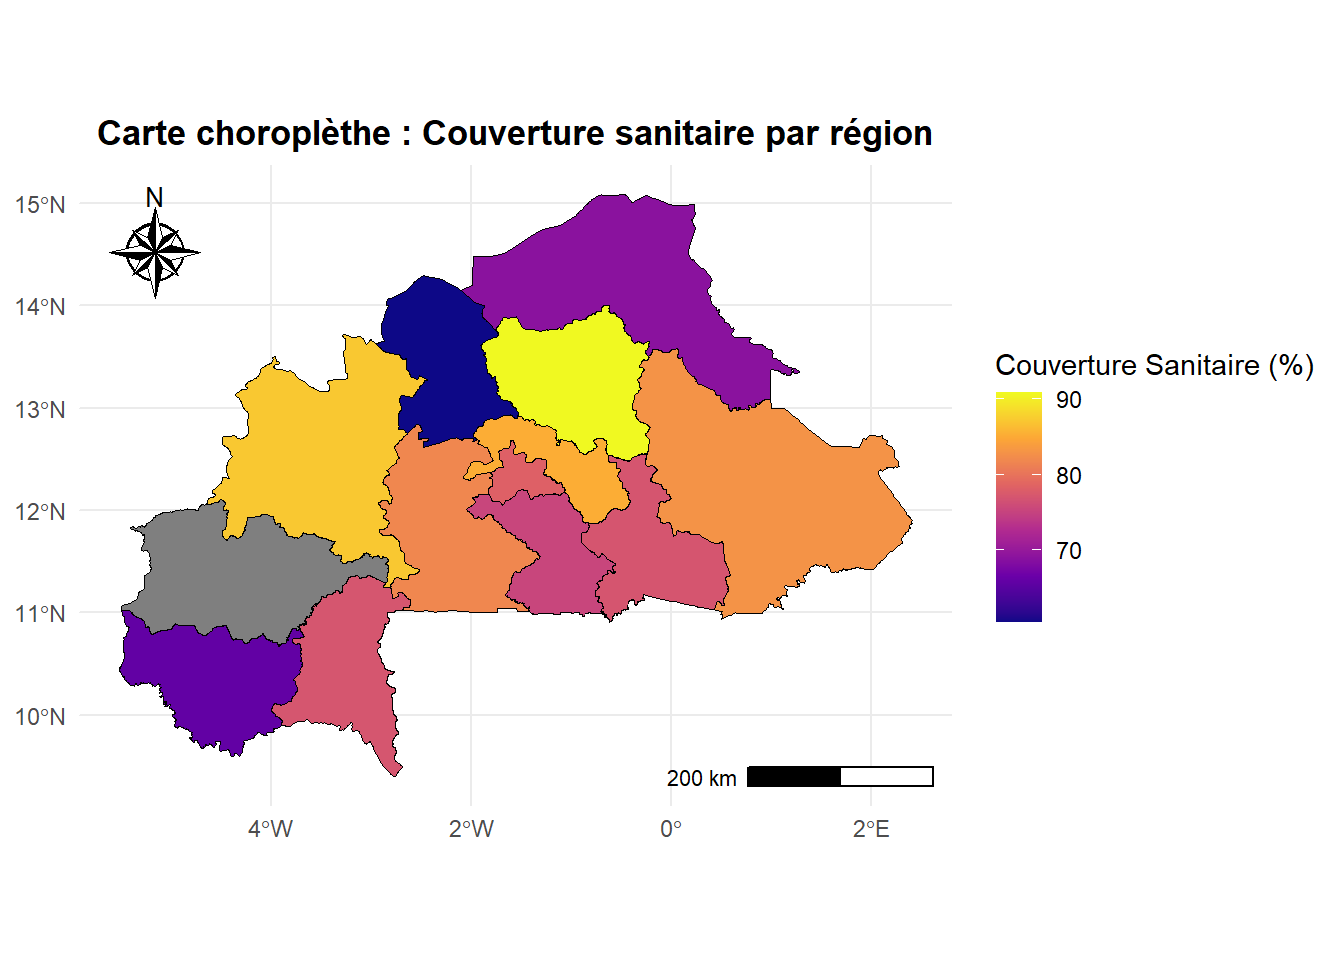 Carte choroplèthe : Couverture sanitaire par région
N
15°N
14°N
13°N
12°N
11°N
10°N
4°W
2°W
0°
2°E
200 km
Couverture Sanitaire (%)
90
80
70